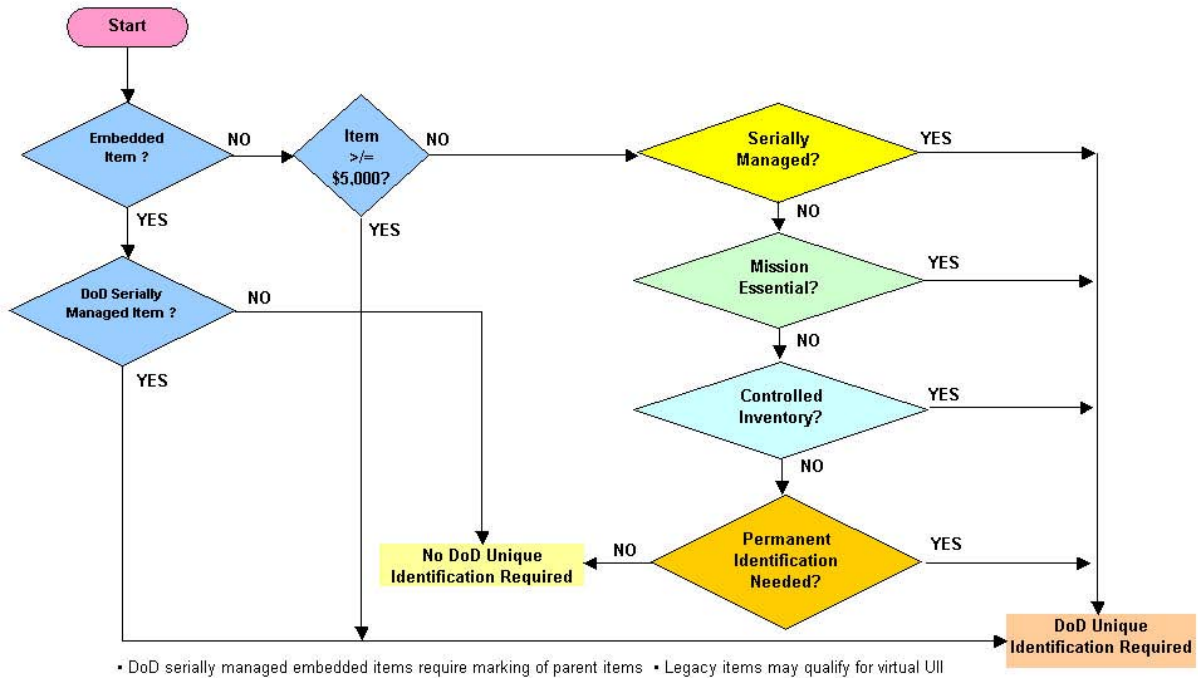 Start
Embedded
Item ?
NO
Item
>/=
$5,000?
NO
Serially
Managed?
YES
YES
YES
NO
DoD Serially
Managed Item ?
NO
Mission
Essential?
YES
YES
NO
Controlled
Inventory?
YES
NO
No DoD Unique
Identification Required
NO
Permanent
Identification
Needed?
YES
DoD Unique
Identification Required
▪ DoD serially managed embedded items require marking of parent items ▪ Legacy items may qualify for virtual UII